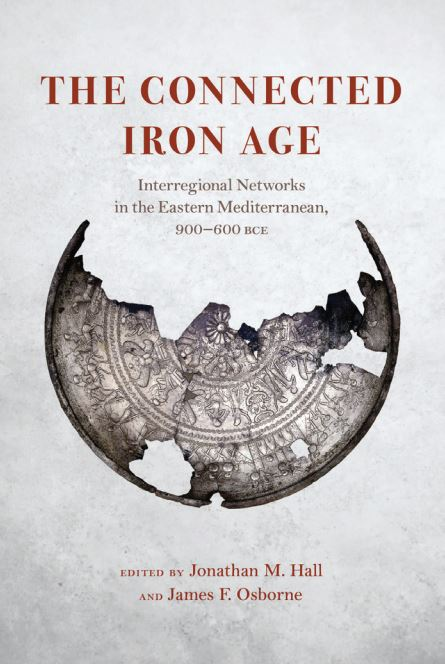 THE CONNECTED
IRON AGE
Interregional Networks
in the Eastern Mediterranean,
900–600 BCE
EDITED BY Jonathan M. Hall
AND James F. Osborne